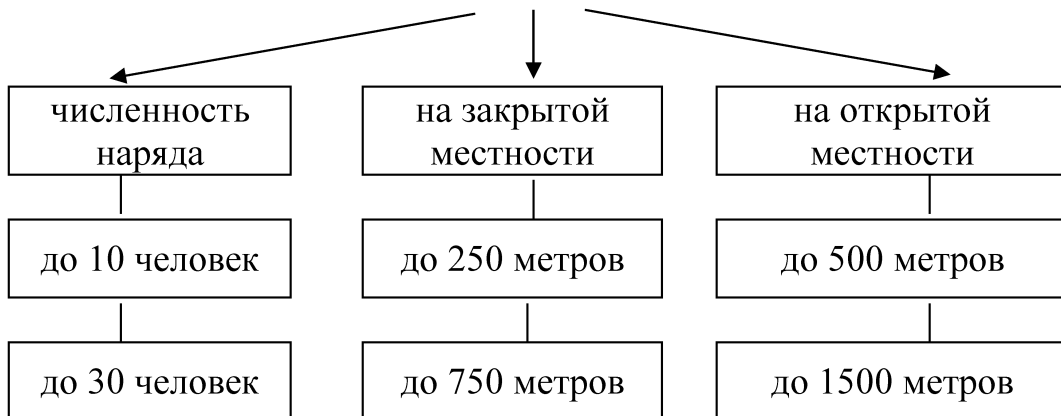 численность
наряда
на закрытой
местности
на открытой
местности
до 10 человек
до 250 метров
до 500 метров
до 30 человек
до 750 метров
до 1500 метров